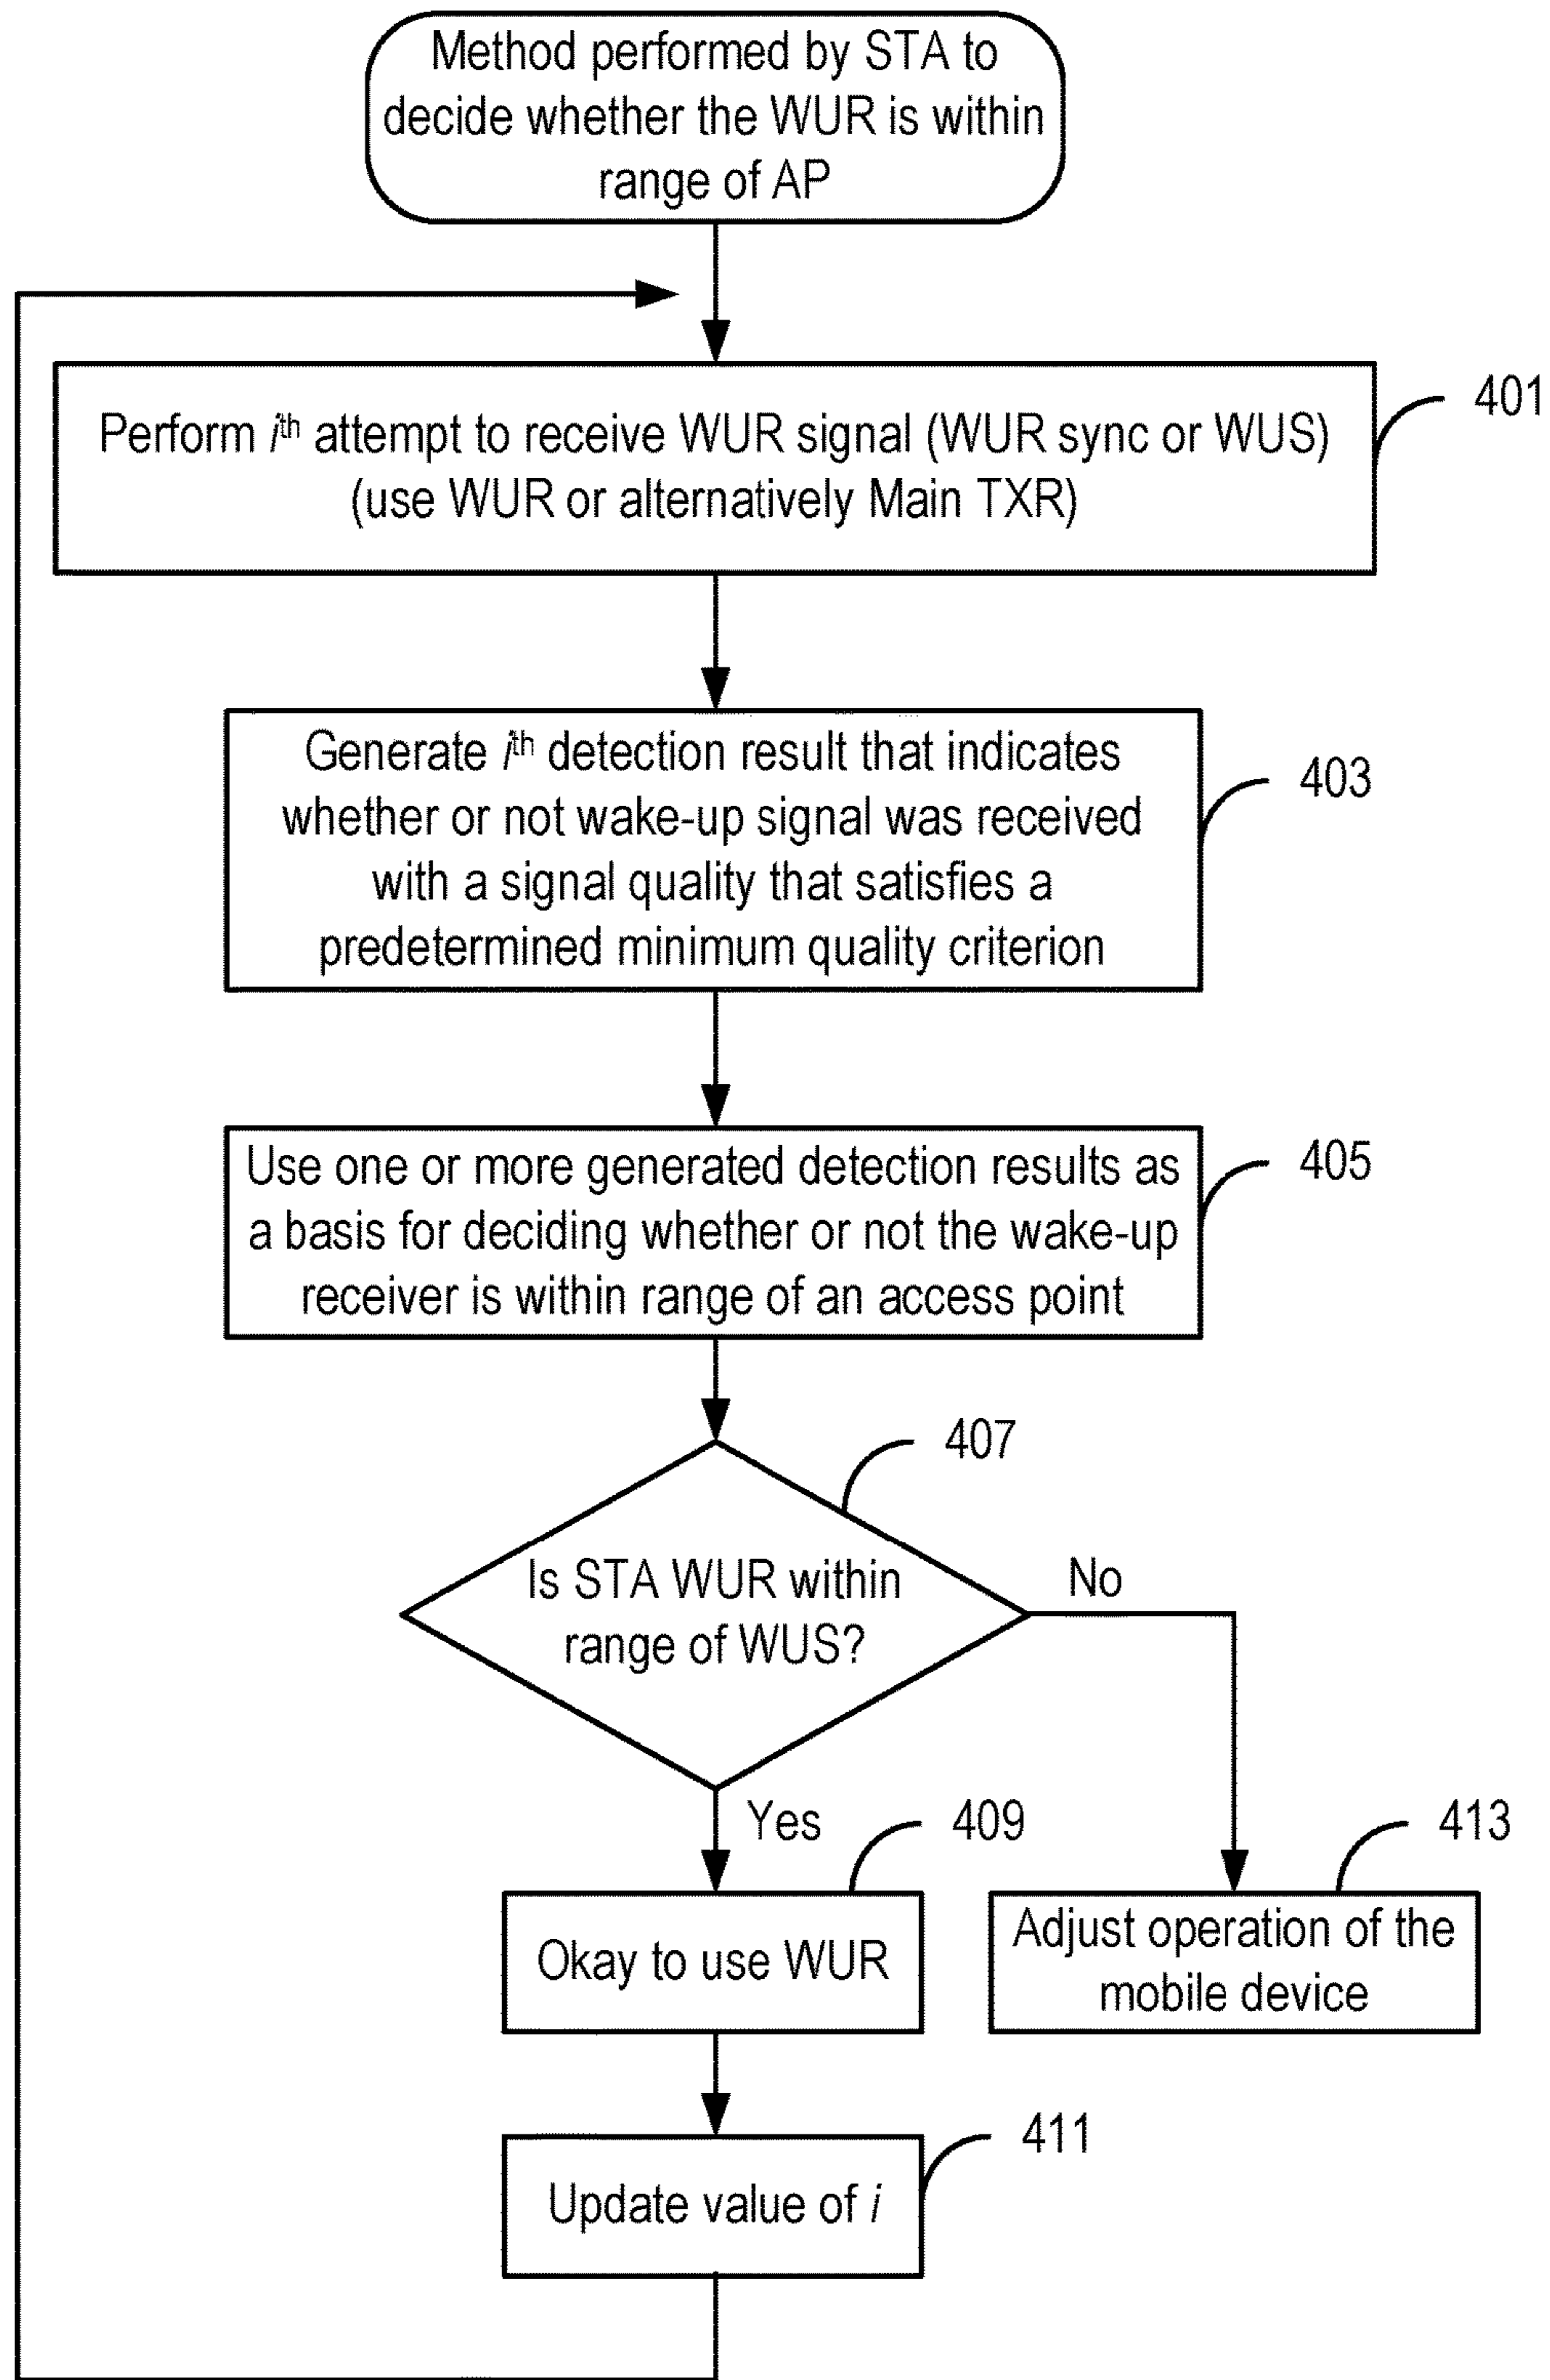 Method performed by STA to
decide whether the WUR is within
range of AP
401
Perform ith attempt to receive WUR signal (WUR sync or WUS)
(use WUR or alternatively Main TXR)
Generate ith detection result that indicates
whether or not wake-up signal was received
with a signal quality that satisfies a
predetermined minimum quality criterion
403
Use one or more generated detection results as
a basis for deciding whether or not the wake-up
receiver is within range of an access point
405
407
Is STA WUR within
range of WUS?
No
Yes
409
413
Okay to use WUR
Adjust operation of the
mobile device
411
Update value of i